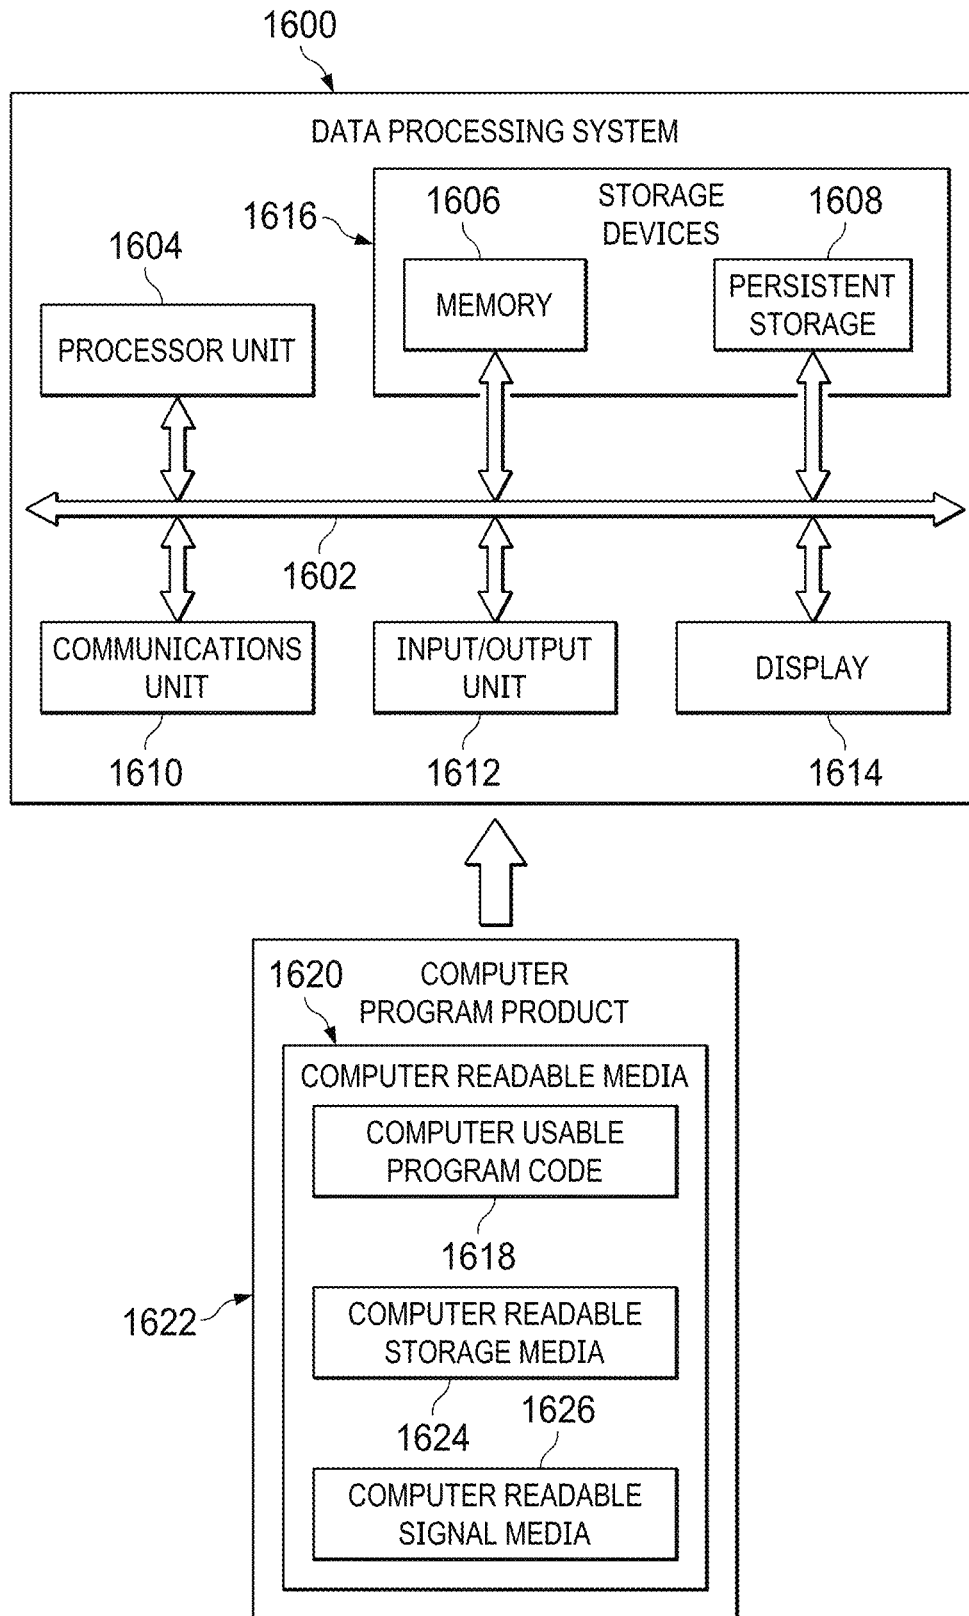 1600
DATA PROCESSING SYSTEM
1616
1606
STORAGE
DEVICES
1608
1604
MEMORY
PERSISTENT
STORAGE
PROCESSOR UNIT
1602
COMMUNICATIONS
UNIT
INPUT/OUTPUT
UNIT
DISPLAY
1610
1612
1614
1620
COMPUTER
PROGRAM PRODUCT
COMPUTER READABLE MEDIA
COMPUTER USABLE
PROGRAM CODE
1618
1622
COMPUTER READABLE
STORAGE MEDIA
1624
1626
COMPUTER READABLE
SIGNAL MEDIA